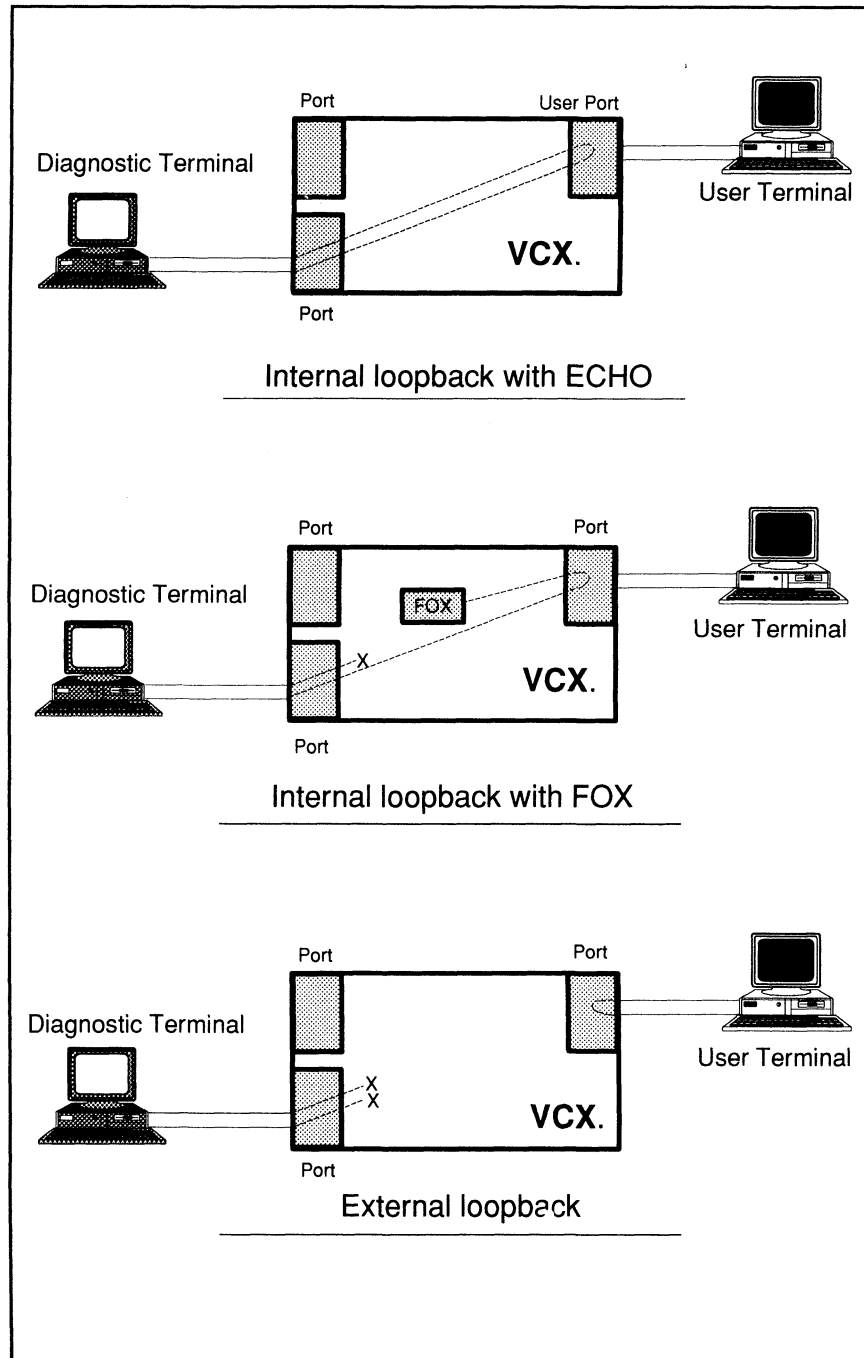 Port
User Port
Diagnostic Terminal
User Terminal
VCX.
Port
Internal loopback with ECHO
Port
Port
Diagnostic Terminal
FOX
User Terminal
X
VCX.
Port
Internal loopback with FOX
Port
Port
Diagnostic Terminal
User Terminal
X
X
VCX.
Port
External loopback